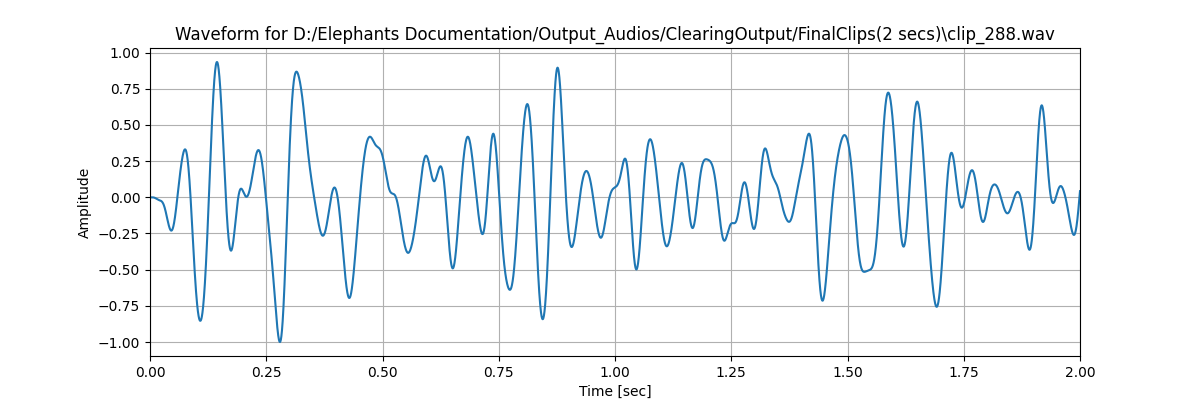 Waveform for D:/Elephants Documentation/Output_Audios/ClearingOutput/FinalClips(2 secs)\clip_288.wav
1.00
0.75
0.50
0.25
0.00
−0.25
−0.50
−0.75
−1.00
Amplitude
0.00 0.25 0.50 0.75 1.00 1.25 1.50 1.75 2.00
Time [sec]